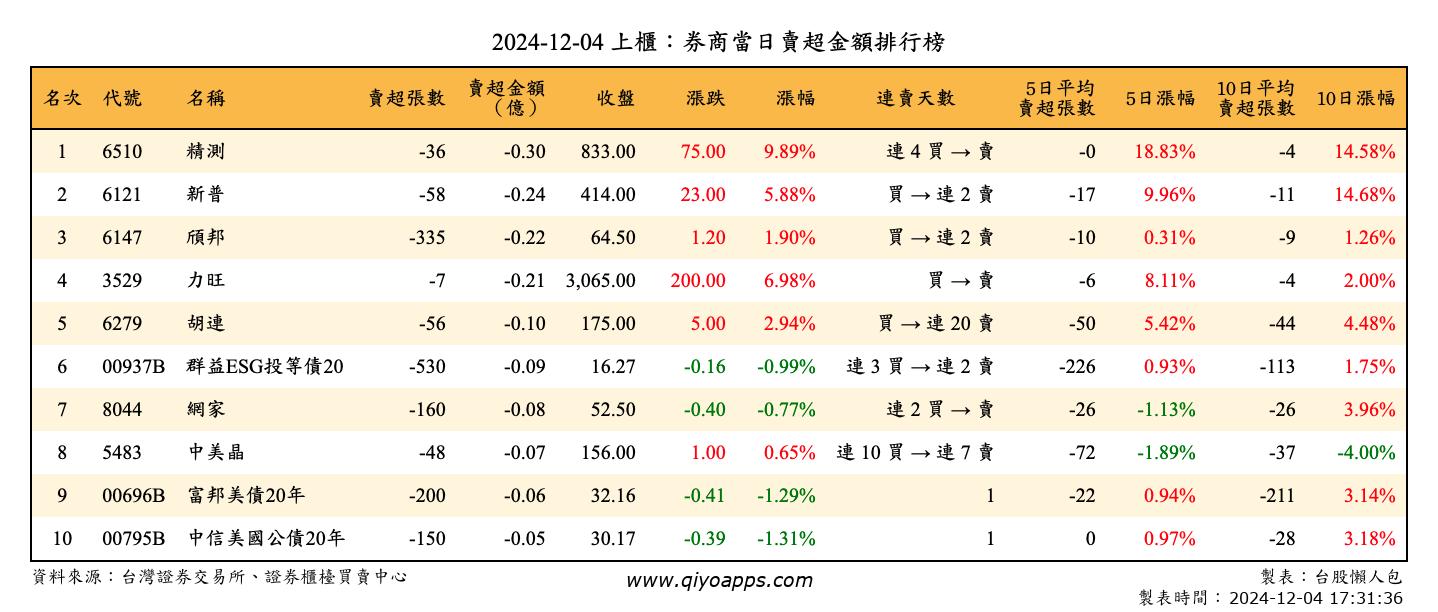 2024-12-04 上櫃：券商當日賣超金額排行榜
名次 代號 名稱 賣超張數 賣超金額（億） 收盤 漲跌 漲幅 連賣天數 5日平均賣超張數 5日漲幅 10日平均賣超張數 10日漲幅
1 6510 精測 -36 -0.30 833.00 75.00 9.89% 連 4 買 → 賣 -0 18.83% -4 14.58%
2 6121 新普 -58 -0.24 414.00 23.00 5.88% 買 → 連 2 賣 -17 9.96% -11 14.68%
3 6147 頎邦 -335 -0.22 64.50 1.20 1.90% 買 → 連 2 賣 -10 0.31% -9 1.26%
4 3529 力旺 -7 -0.21 3,065.00 200.00 6.98% 買 → 賣 -6 8.11% -4 2.00%
5 6279 胡連 -56 -0.10 175.00 5.00 2.94% 買 → 連 20 賣 -50 5.42% -44 4.48%
6 00937B 群益ESG投等債20 -530 -0.09 16.27 -0.16 -0.99% 連 3 買 → 連 2 賣 -226 0.93% -113 1.75%
7 8044 網家 -160 -0.08 52.50 -0.40 -0.77% 連 2 買 → 賣 -26 -1.13% -26 3.96%
8 5483 中美晶 -48 -0.07 156.00 1.00 0.65% 連 10 買 → 連 7 賣 -72 -1.89% -37 -4.00%
9 00696B 富邦美債20年 -200 -0.06 32.16 -0.41 -1.29% 1 -22 0.94% -211 3.14%
10 00795B 中信美國公債20年 -150 -0.05 30.17 -0.39 -1.31% 1 0 0.97% -28 3.18%
資料來源：台灣證券交易所、證券櫃檯買賣中心 www.qiyoapps.com 製表：台股懶人包
製表時間：2024-12-04 17:31:36